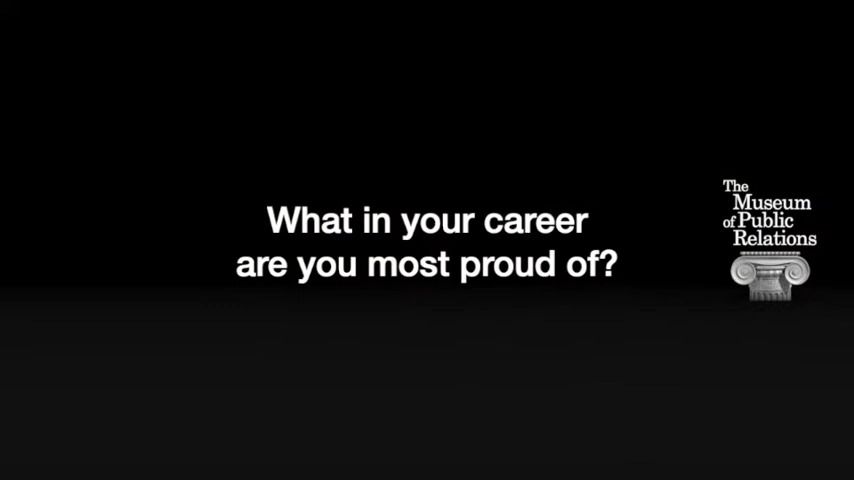 What in your career
are you most proud of?
The
Museum
of Public
Relations